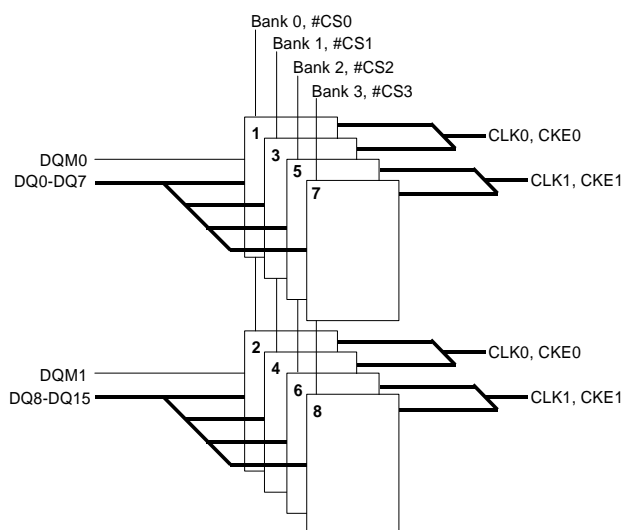 Bank 0, #CS0
Bank 1, #CS1
Bank 2, #CS2
Bank 3, #CS3
1
CLK0, CKE0
3
DQM0
5
CLK1, CKE1
DQ0-DQ7
7
2
CLK0, CKE0
4
DQM1
6
CLK1, CKE1
DQ8-DQ15
8